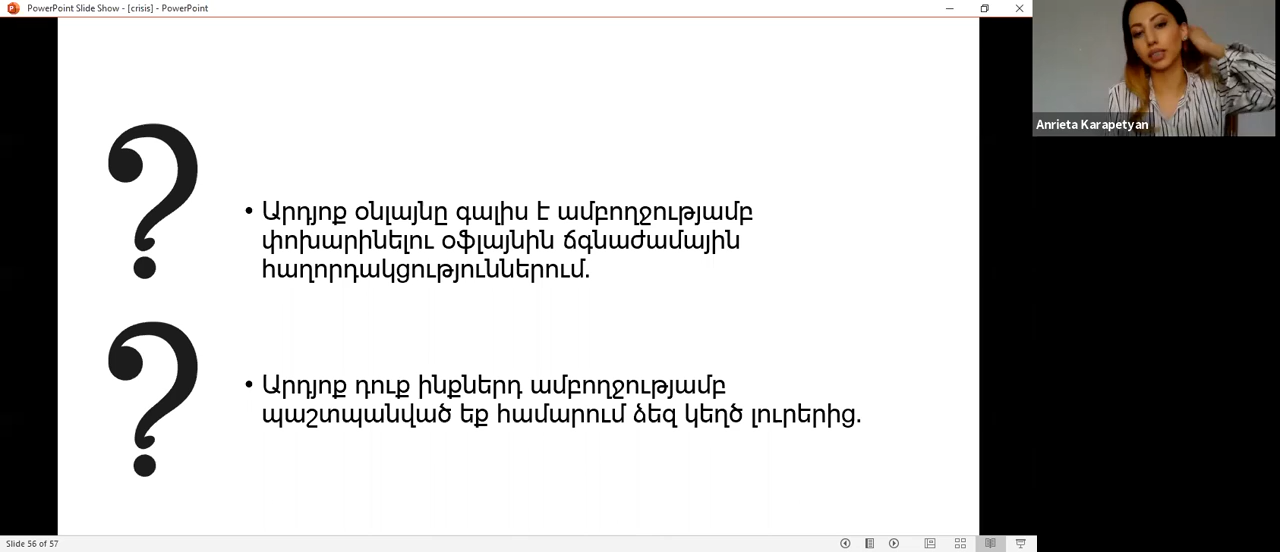 PowerPoint Slide Show - [crisis] - PowerPoint
Anrieta Karapetyan
?
• Արդյոք օնլայնը գալիս է ամբողջությամբ
փոխարինելու օֆլայնին ճգնաժամային
հաղորդակցություններում.
?
• Արդյոք դուք ինքներդ ամբողջությամբ
պաշտպանված եք համարում ձեզ կեղծ լուրերից.
Slide 56 of 57